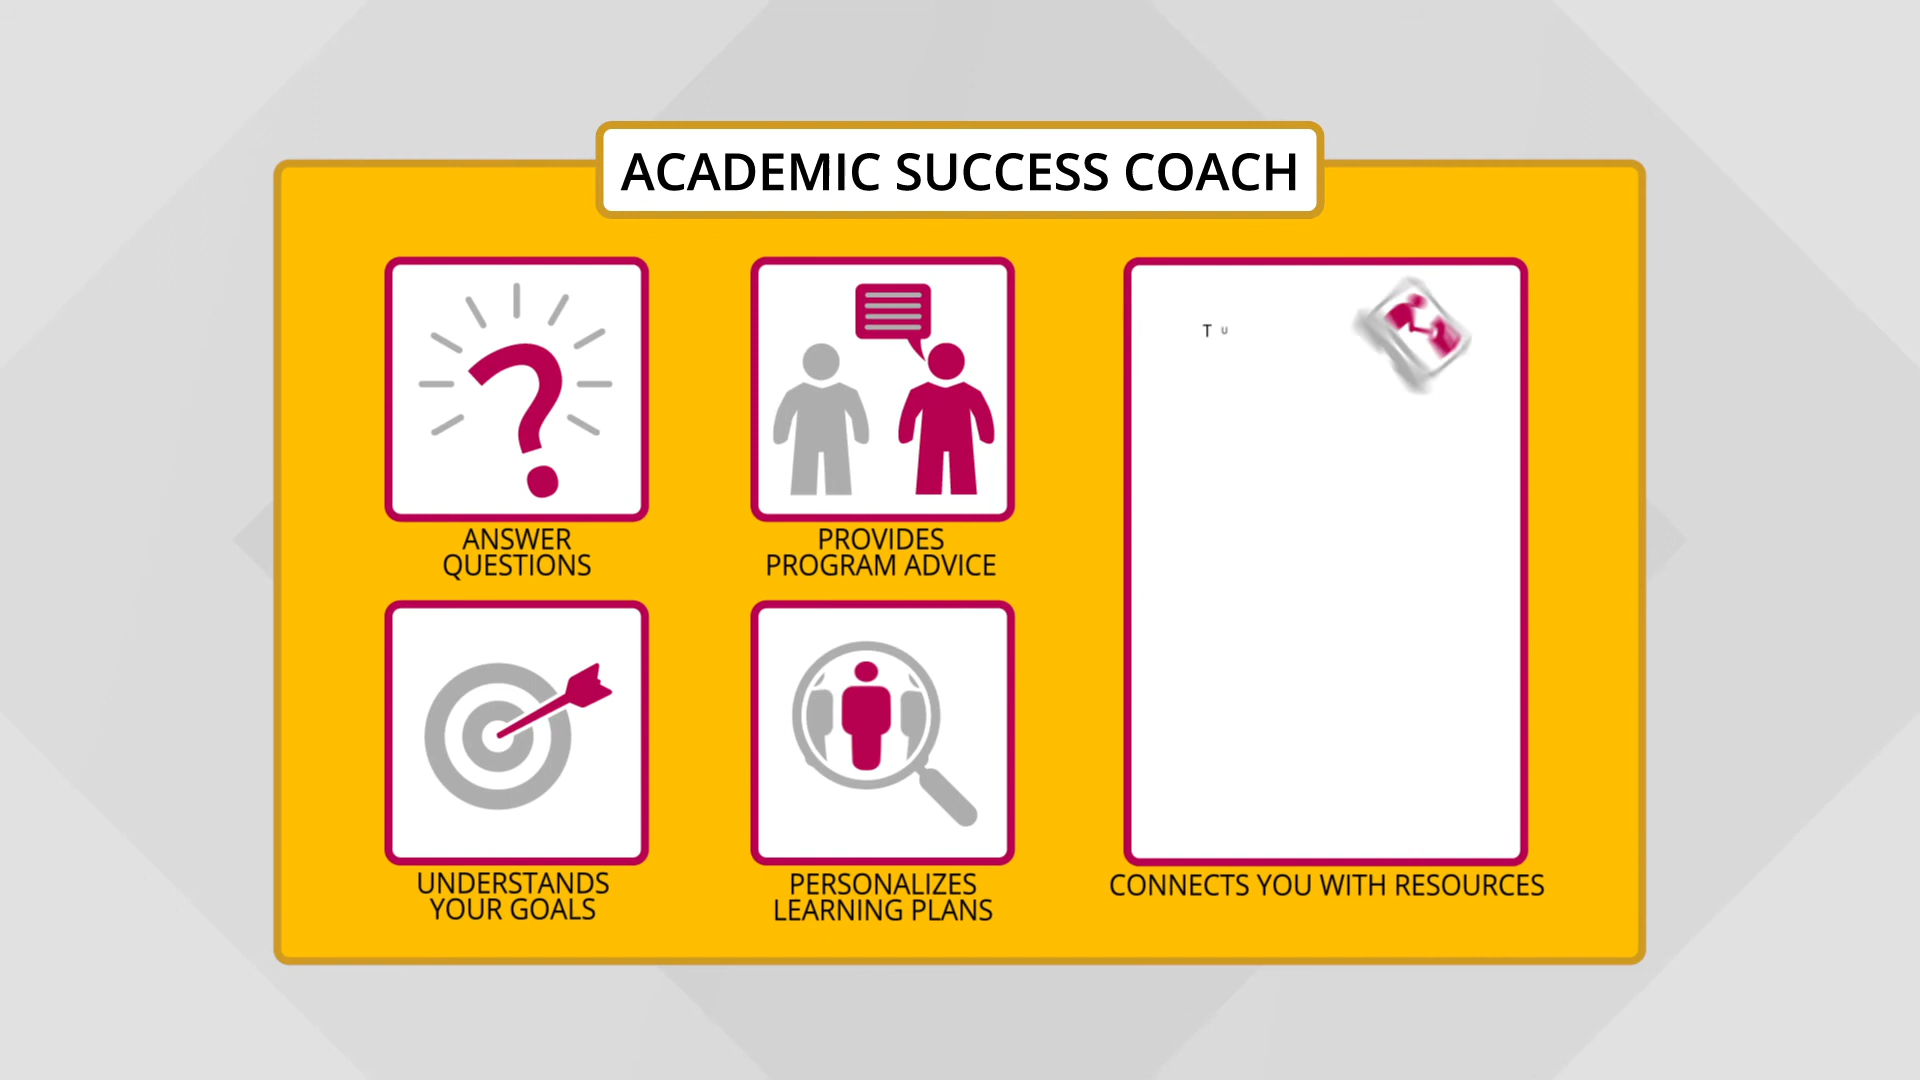 ACADEMIC SUCCESS COACH
ANSWER
QUESTIONS
PROVIDES
PROGRAM ADVICE
T U
UNDERSTANDS
YOUR GOALS
PERSONALIZES
LEARNING PLANS
CONNECTS YOU WITH RESOURCES